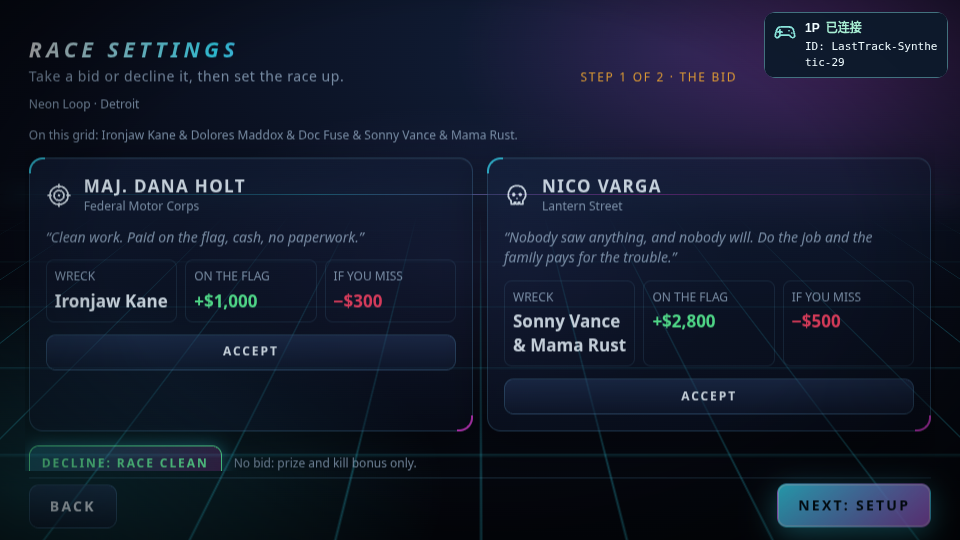 RACE SETTINGS
Take a bid or decline it, then set the race up.
STEP 1 OF 2 · THE BID
1P 已连接
ID: LastTrack-Synthe
tic-29
Neon Loop · Detroit
On this grid: Ironjaw Kane & Dolores Maddox & Doc Fuse & Sonny Vance & Mama Rust.
MAJ. DANA HOLT
Federal Motor Corps
“Clean work. Paid on the flag, cash, no paperwork.”
WRECK
Ironjaw Kane
ON THE FLAG
+$1,000
IF YOU MISS
−$300
ACCEPT
NICO VARGA
Lantern Street
“Nobody saw anything, and nobody will. Do the job and the
family pays for the trouble.”
WRECK
Sonny Vance
& Mama Rust
ON THE FLAG
+$2,800
IF YOU MISS
−$500
ACCEPT
DECLINE: RACE CLEAN
No bid: prize and kill bonus only.
BACK
NEXT: SETUP